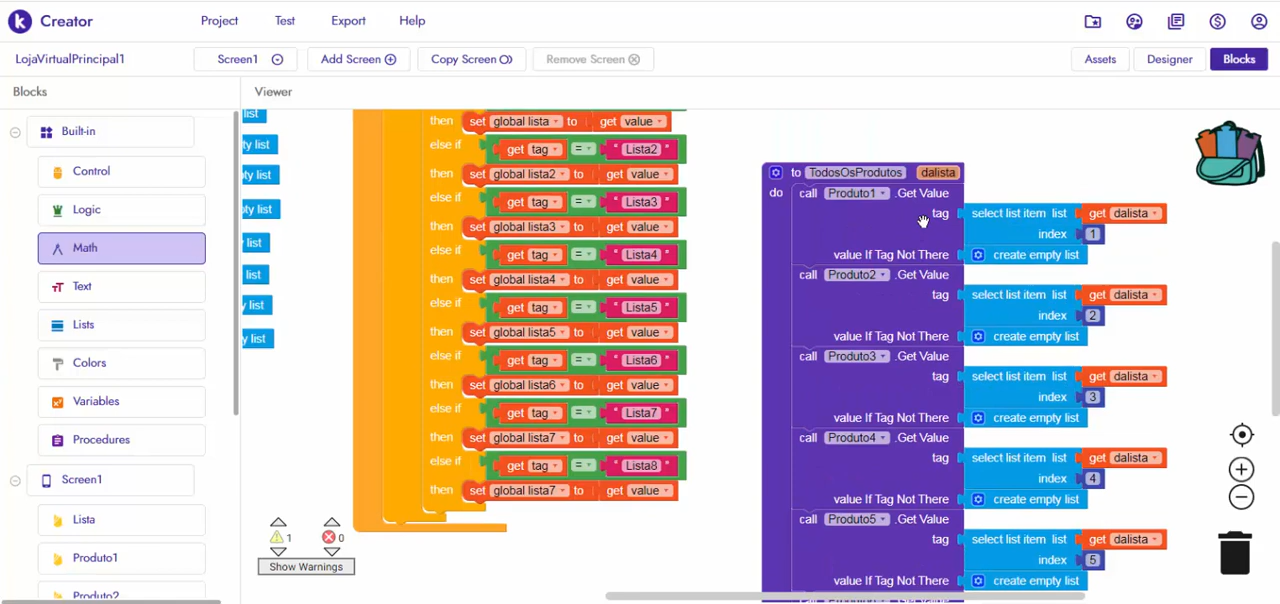 Creator
Project Test Export Help
LojaVirtualPrincipal1
Screen1 Add Screen Copy Screen Remove Screen Assets Designer Blocks
Blocks
Viewer
Built-in
Control
Logic
Math
Text
Lists
Colors
Variables
Procedures
Screen1
Lista
Produto1
Produto2
list
ty list
ty list
ty list
list
list
y list
y list
then set global lista to get value
else if get tag = " Lista2 "
then set global lista2 to get value
else if get tag = " Lista3 "
then set global lista3 to get value
else if get tag = " Lista4 "
then set global lista4 to get value
else if get tag = " Lista5 "
then set global lista5 to get value
else if get tag = " Lista6 "
then set global lista6 to get value
else if get tag = " Lista7 "
then set global lista7 to get value
else if get tag = " Lista8 "
then set global lista7 to get value
1 0
Show Warnings
to TodosOsProdutos dalista
do call Produto1 .Get Value
tag select list item list get dalista
index 1
value If Tag Not There create empty list
call Produto2 .Get Value
tag select list item list get dalista
index 2
value If Tag Not There create empty list
call Produto3 .Get Value
tag select list item list get dalista
index 3
value If Tag Not There create empty list
call Produto4 .Get Value
tag select list item list get dalista
index 4
value If Tag Not There create empty list
call Produto5 .Get Value
tag select list item list get dalista
index 5
value If Tag Not There create empty list